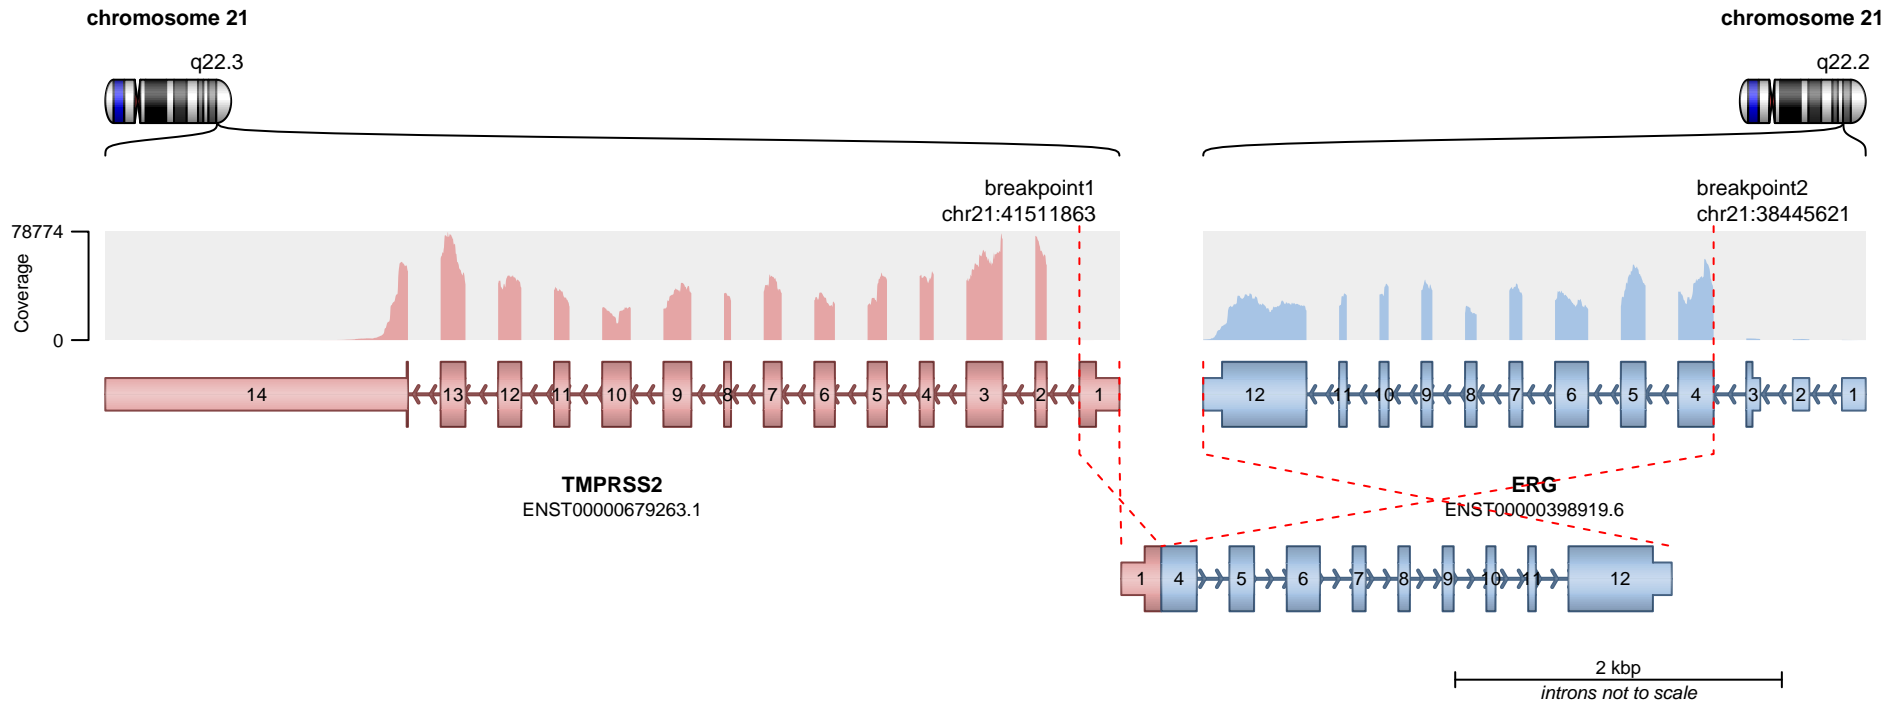 chromosome 21
chromosome 21
q22.3
q22.2
breakpoint1
chr21:41511863
breakpoint2
chr21:38445621
78774
Coverage
0
14 13 12 11 10 9 8 7 6 5 4 3 2 1
12 11 10 9 8 7 6 5 4 3 2 1
TMPRSS2
ENST00000679263.1
ERG
ENST00000398919.6
1 4 5 6 7 8 9 10 11 12
2 kbp
introns not to scale